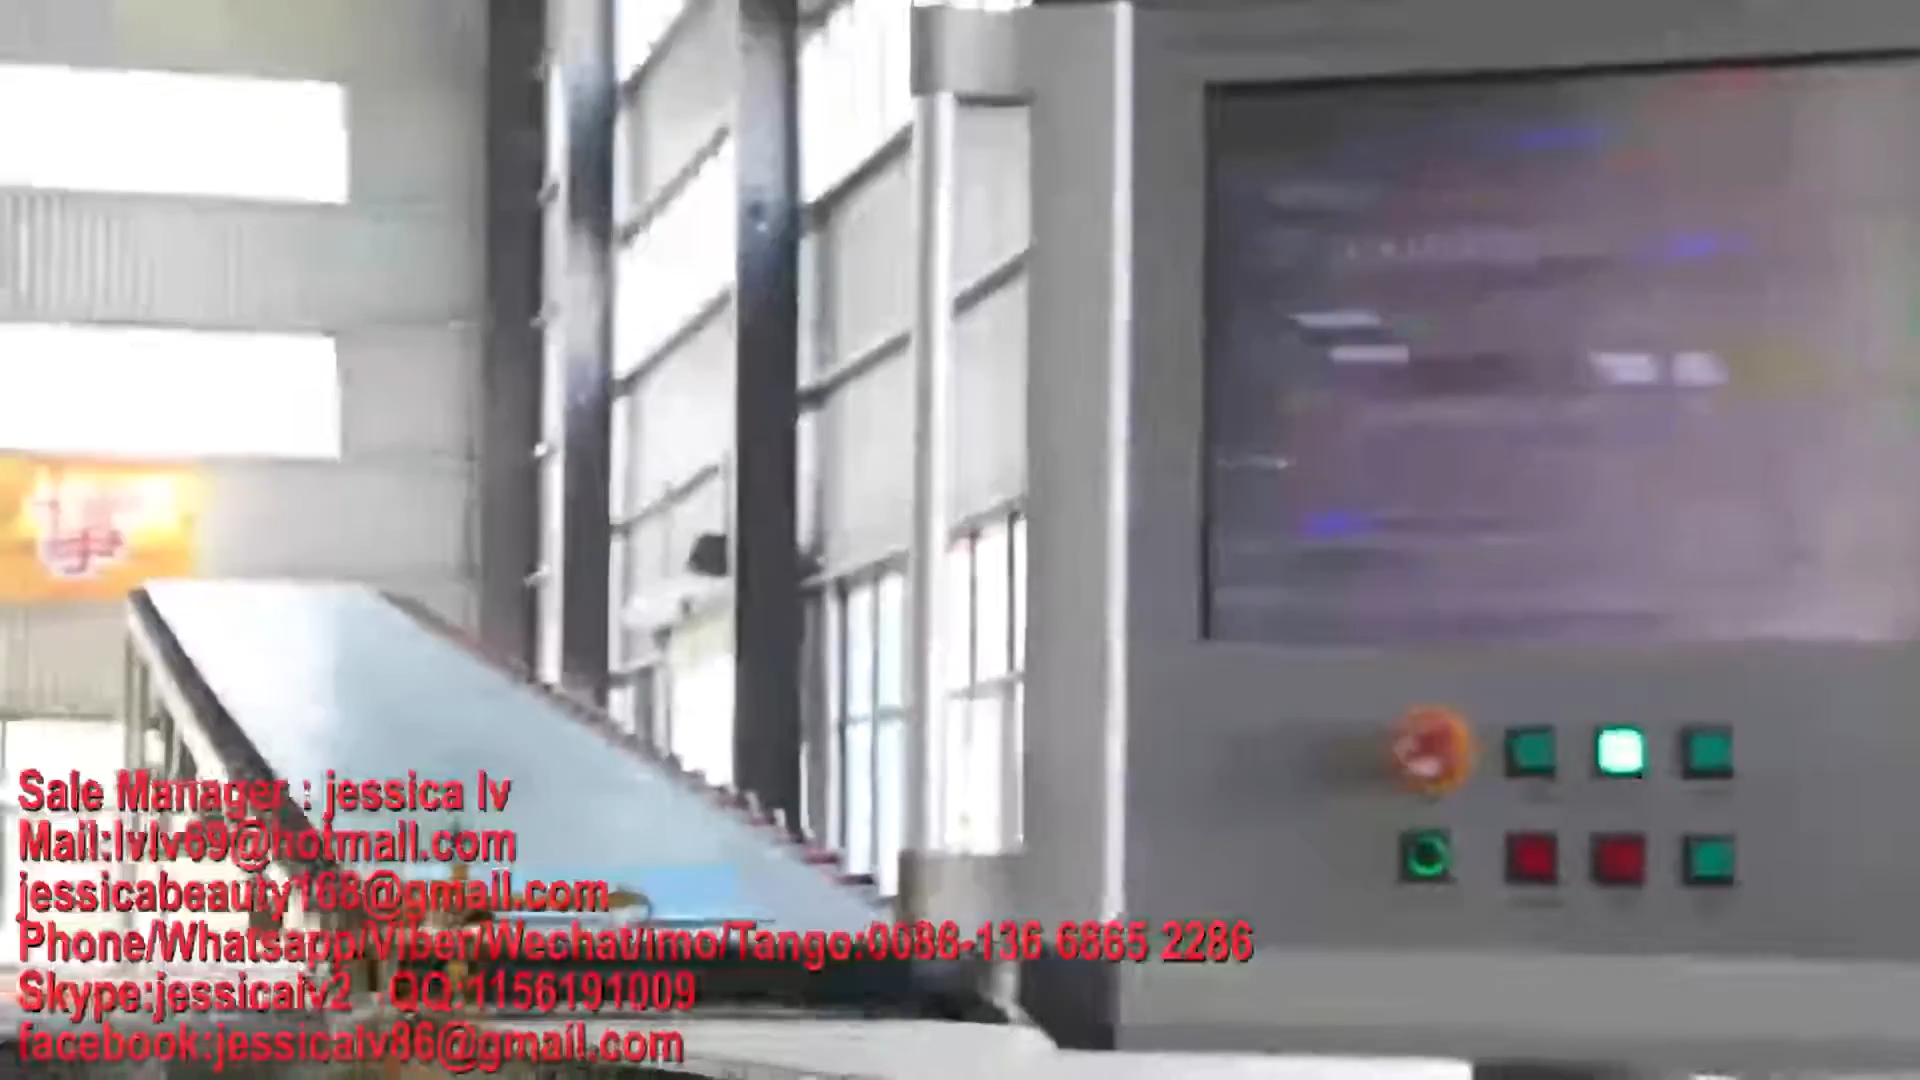 Sale Manager : jessica lv
Mail:lvlv69@hotmail.com
jessicabeauty168@gmail.com
Phone/Whatsapp/Viber/Wechat/imo/Tango:0086-136 6865 2286
Skype:jessicalv2 QQ:1156191009
facebook:jessicalv86@gmail.com